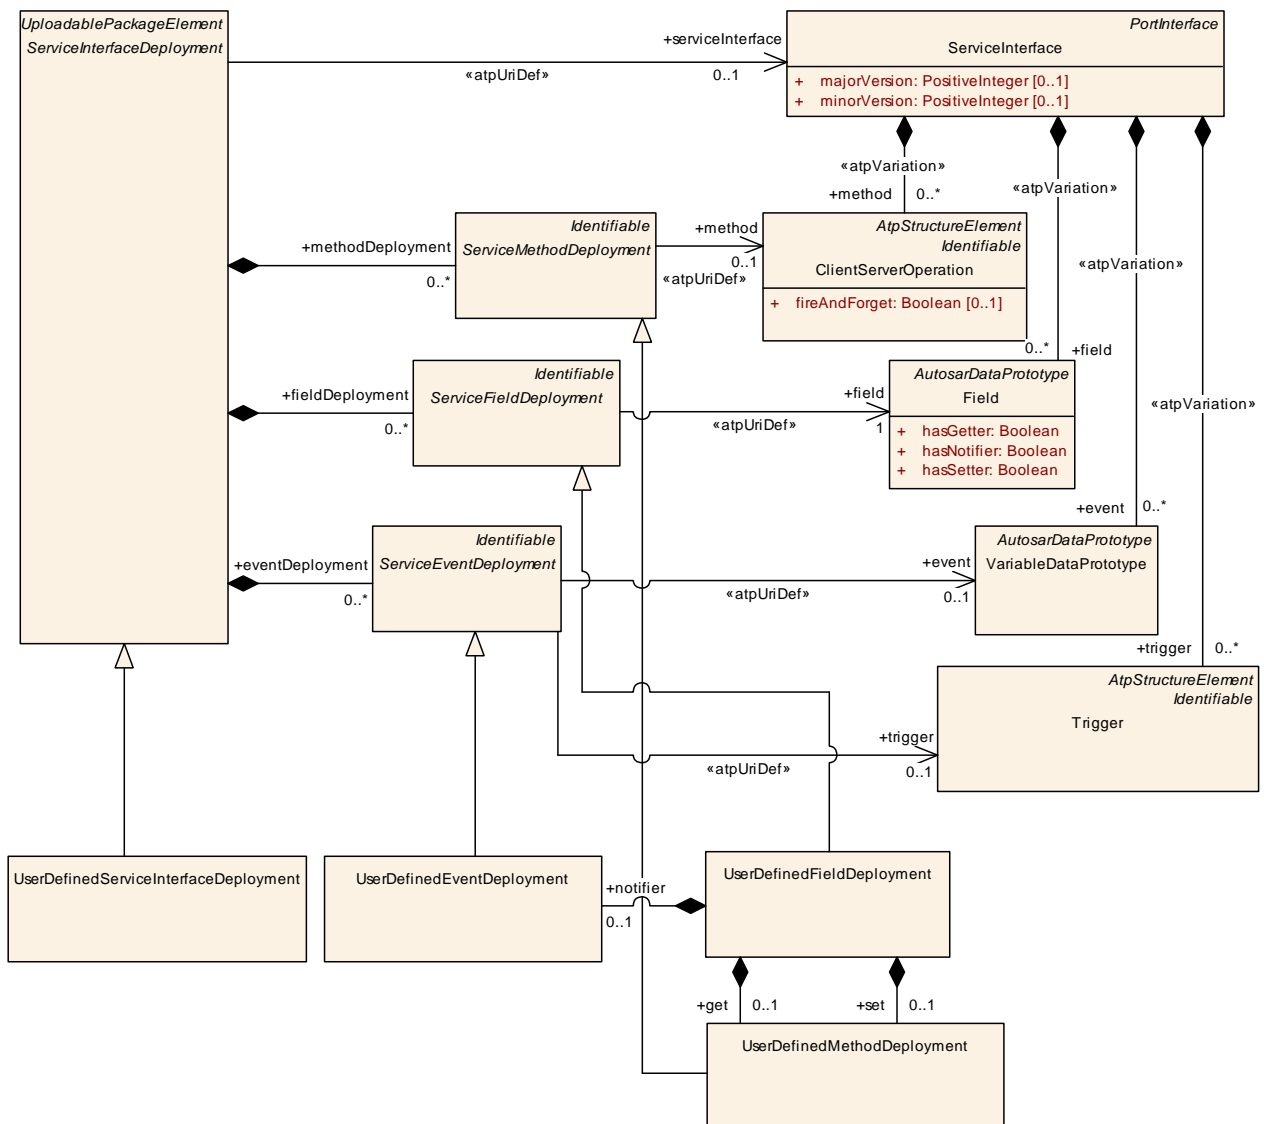 UploadablePackageElement
ServiceInterfaceDeployment
+serviceInterface
«atpUriDef»
0..1
PortInterface
ServiceInterface
+ majorVersion: PositiveInteger [0..1]
+ minorVersion: PositiveInteger [0..1]
«atpVariation»
+method
0..*
«atpVariation»
«atpVariation»
«atpVariation»
+methodDeployment
0..*
Identifiable
ServiceMethodDeployment
+method
0..1
«atpUriDef»
AtpStructureElement
Identifiable
ClientServerOperation
+ fireAndForget: Boolean [0..1]
0..*
+field
+fieldDeployment
0..*
Identifiable
ServiceFieldDeployment
+field
1
«atpUriDef»
AutosarDataPrototype
Field
+ hasGetter: Boolean
+ hasNotifier: Boolean
+ hasSetter: Boolean
+event
0..*
+eventDeployment
0..*
Identifiable
ServiceEventDeployment
+event
0..1
«atpUriDef»
AutosarDataPrototype
VariableDataPrototype
+trigger
0..*
AtpStructureElement
Identifiable
Trigger
+trigger
0..1
«atpUriDef»
UserDefinedServiceInterfaceDeployment
UserDefinedEventDeployment
+notifier
0..1
UserDefinedFieldDeployment
+get
0..1
+set
0..1
UserDefinedMethodDeployment